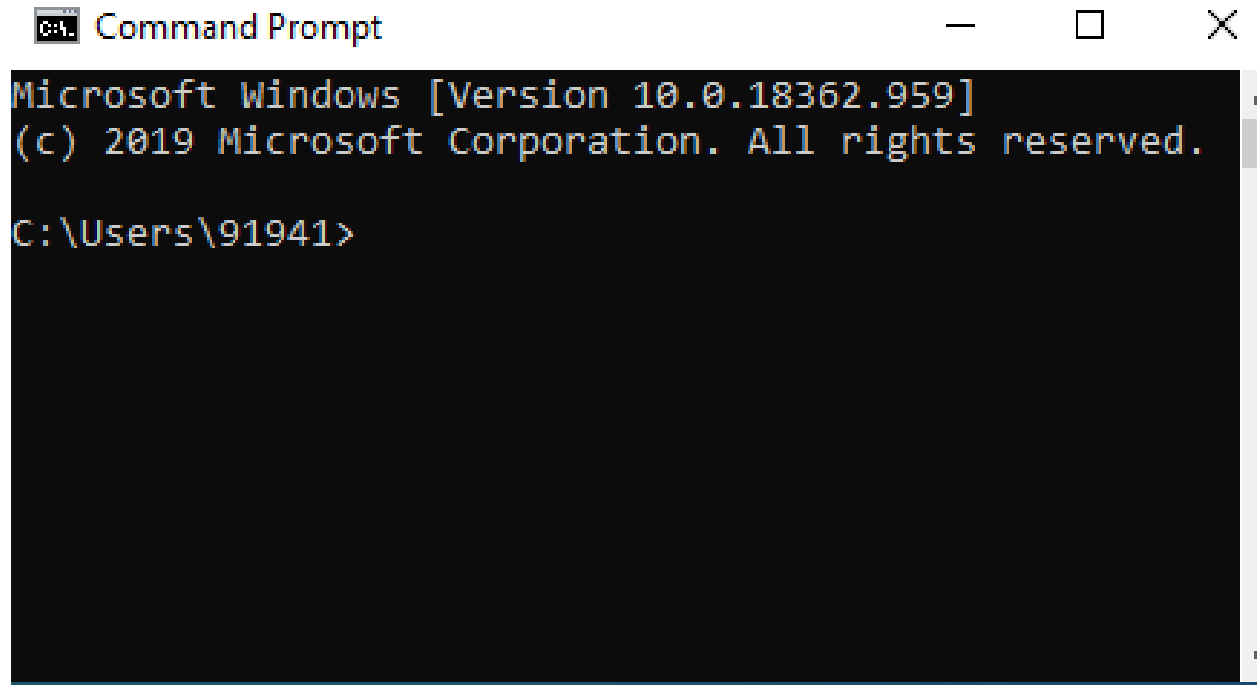 Command Prompt
Microsoft Windows [Version 10.0.18362.959]
(c) 2019 Microsoft Corporation. All rights reserved.
C:\Users\91941>